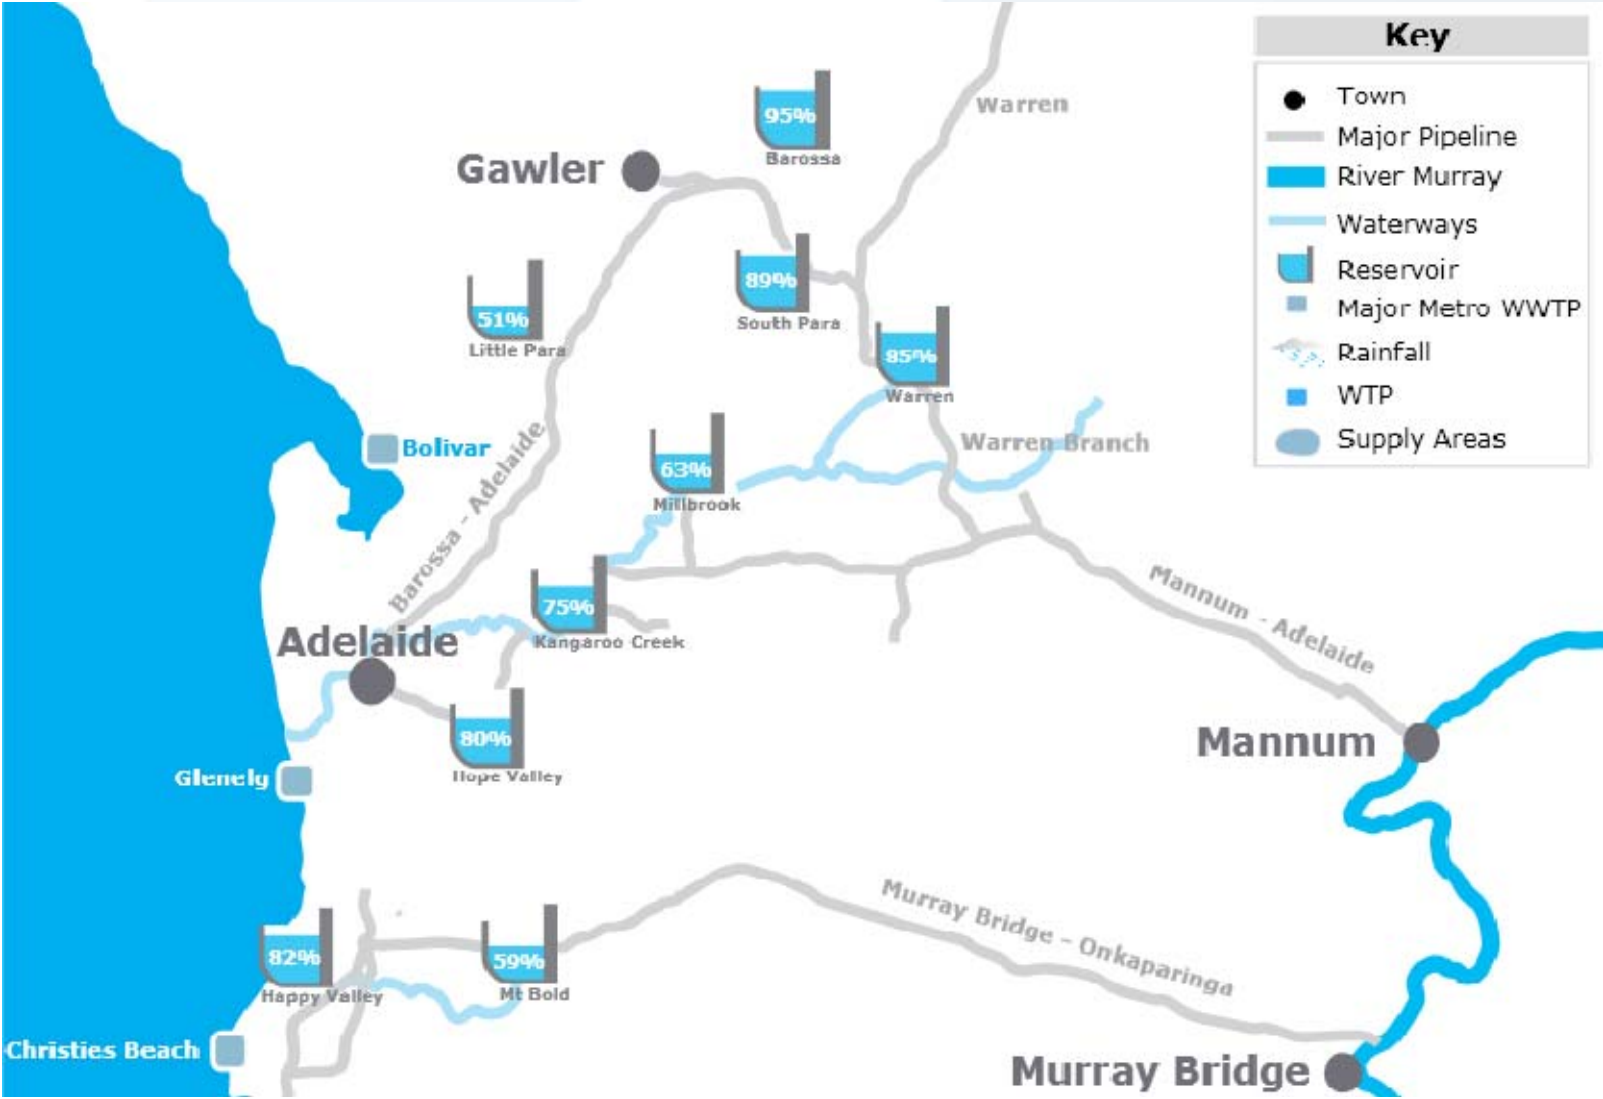 Key
Town
Major Pipeline
River Murray
Waterways
Reservoir
Major Metro WWTP
Rainfall
WTP
Supply Areas
Warren
95%
Barossa
Gawler
89%
South Para
51%
Little Para
85%
Warren
Warren Branch
Bolivar
63%
Millbrook
Barossa - Adelaide
75%
Kangaroo Creek
Mannum - Adelaide
Adelaide
80%
Hope Valley
Mannum
Glenely
Murray Bridge - Onkaparinga
82%
Happy Valley
59%
Mt Bold
Christies Beach
Murray Bridge